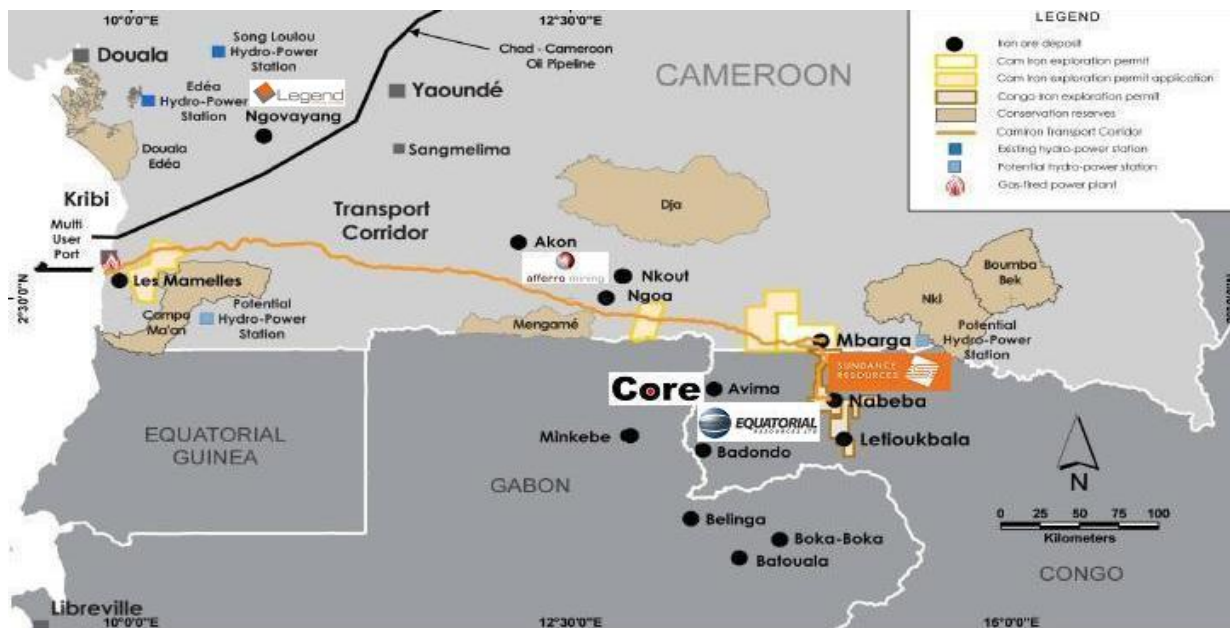 10°0'0"E
12°30'0"E
LEGEND
Iron ore deposit
Cam Iron exploration permit
Cam Iron exploration permit application
Congo Iron exploration permit
Conservation reserves
CamIron Transport Corridor
Existing hydro-power station
Potential hydro-power station
Gas-fired power plant
Song Loulou
Hydro-Power
Station
Douala
Chad - Cameroon
Oil Pipeline
CAMEROON
Edéa
Hydro-Power
Station
Legend
Ngovayang
Yaoundé
Douala
Edéa
Sangmelima
Kribi
Multi
User
Port
Transport
Corridor
Dja
Akon
afferro mining
Nkout
Ngoa
Boumba
Bek
Nki
2°30'0"N
Les Mamelles
Campo
Ma'an
Potential
Hydro-Power
Station
Mengamé
Mbarga
Potential
Hydro-Power
Station
SUNDANCE
RESOURCES
Core
Avima
Nabeba
EQUATORIAL
RESOURCES LTD
EQUATORIAL
GUINEA
Minkebe
Badondo
Letioukbala
GABON
N
Belinga
Boka-Boka
Batouala
0 25 50 75 100
Kilometers
CONGO
Libreville
10°0'0"E
12°30'0"E
15°0'0"E